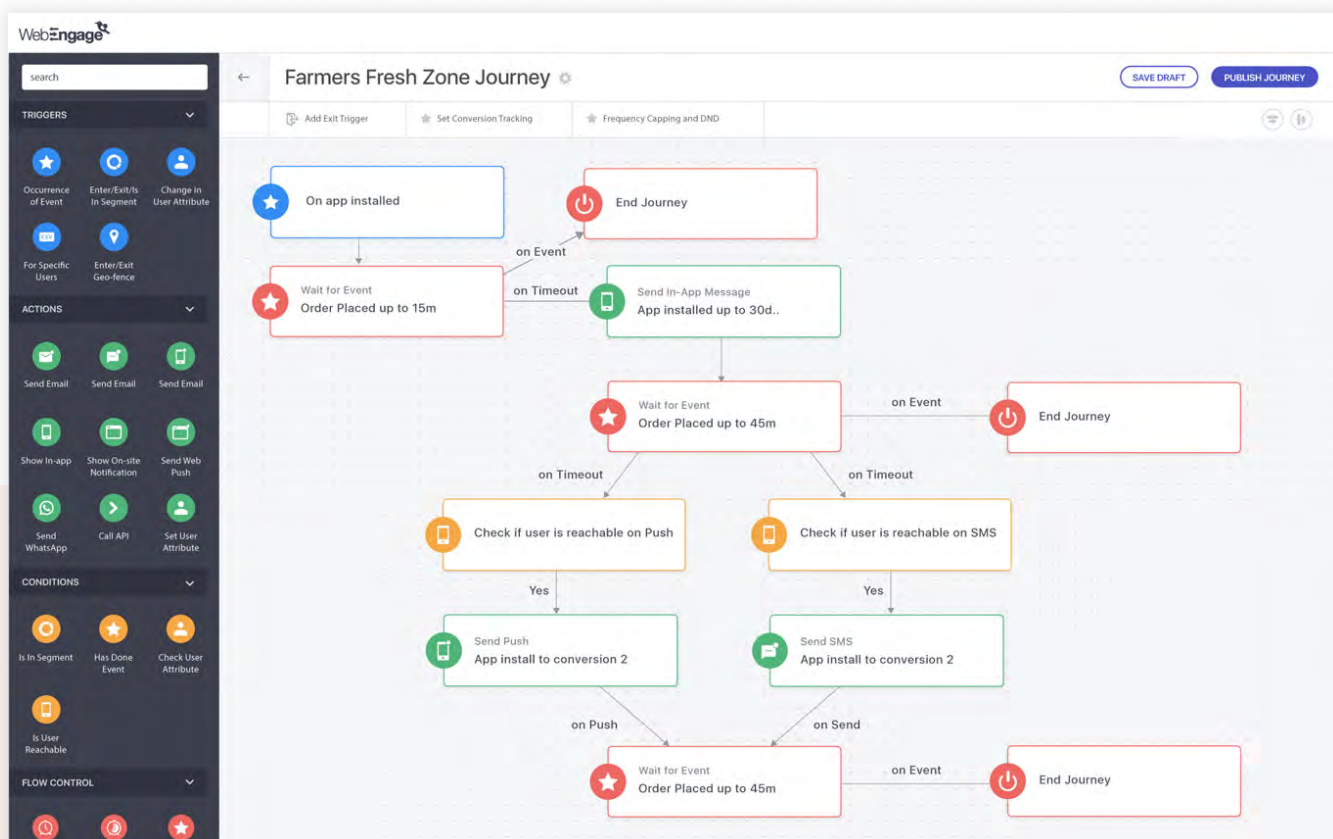 WebEngage
search
Farmers Fresh Zone Journey
SAVE DRAFT
PUBLISH JOURNEY
TRIGGERS
Add Exit Trigger
Set Conversion Tracking
Frequency Capping and DND
Occurrence
of Event
Enter/Exit/Is
In Segment
Change in
User Attribute
CSV
For Specific
Users
Enter/Exit
Geo-fence
ACTIONS
Send Email
Send Email
Send Email
Show In-app
Show On-site
Notification
Send Web
Push
Send
WhatsApp
Call API
Set User
Attribute
CONDITIONS
Is In Segment
Has Done
Event
Check User
Attribute
Is User
Reachable
FLOW CONTROL
On app installed
End Journey
on Event
Wait for Event
Order Placed up to 15m
on Timeout
Send In-App Message
App installed up to 30d..
Wait for Event
Order Placed up to 45m
on Event
End Journey
on Timeout
on Timeout
Check if user is reachable on Push
Check if user is reachable on SMS
Yes
Yes
Send Push
App install to conversion 2
Send SMS
App install to conversion 2
on Push
on Send
Wait for Event
Order Placed up to 45m
on Event
End Journey